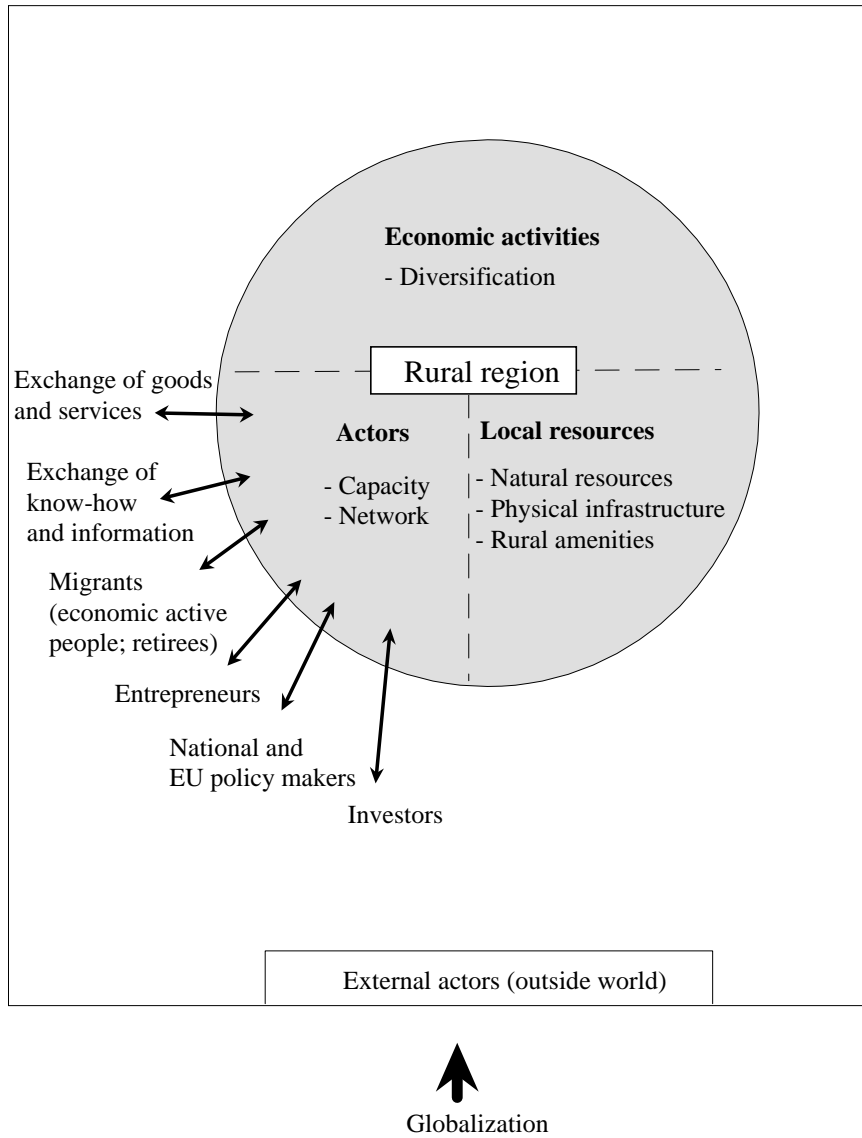 Economic activities
- Diversification
Rural region
Exchange of goods
and services
Actors
- Capacity
- Network
Local resources
- Natural resources
- Physical infrastructure
- Rural amenities
Exchange of
know-how
and information
Migrants
(economic active
people; retirees)
Entrepreneurs
National and
EU policy makers
Investors
External actors (outside world)
Globalization